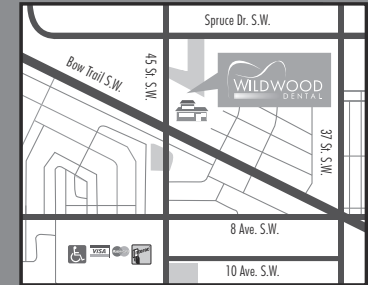 Spruce Dr. S.W.
Bow Trail S.W.
45 St. S.W.
WILDWOOD
DENTAL
37 St. S.W.
8 Ave. S.W.
VISA
10 Ave. S.W.